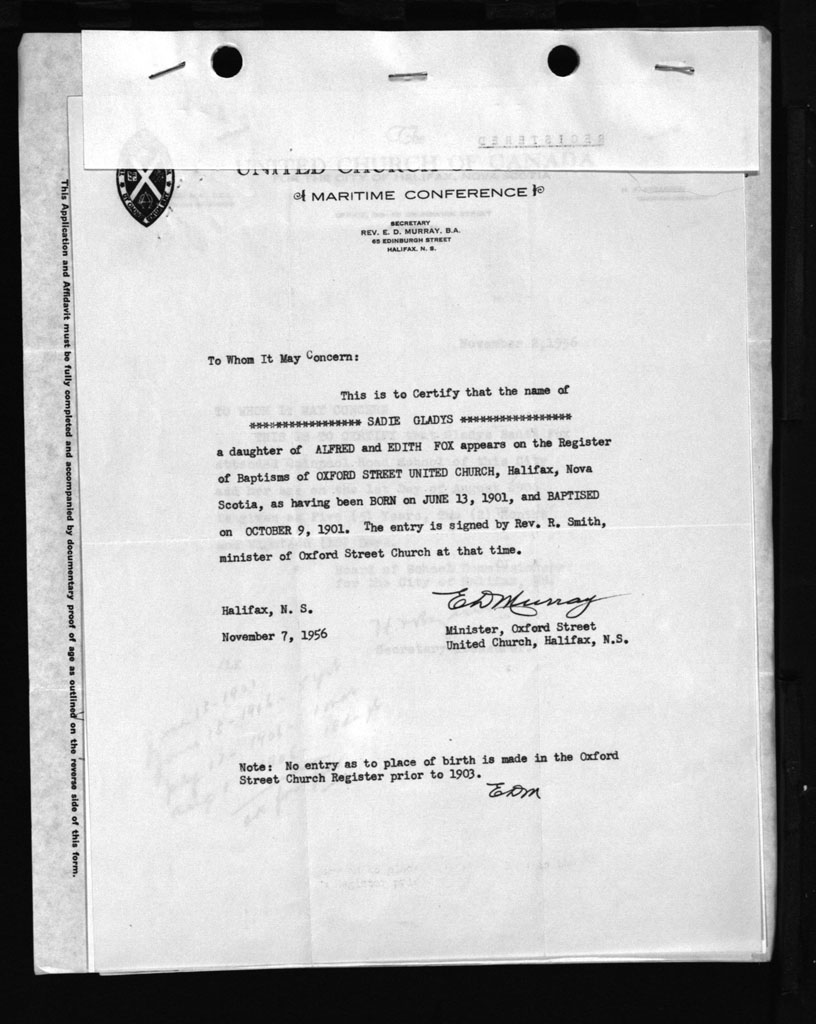 UNITED CHURCH OF CANADA
MARITIME CONFERENCE
SECRETARY
REV. E. D. MURRAY, B.A.
65 EDINBURGH STREET
HALIFAX, N. S.
November 2, 1956
To Whom It May Concern:
This is to Certify that the name of
***************** SADIE GLADYS *****************
a daughter of ALFRED and EDITH FOX appears on the Register
of Baptisms of OXFORD STREET UNITED CHURCH, Halifax, Nova
Scotia, as having been BORN on JUNE 13, 1901, and BAPTISED
on OCTOBER 9, 1901. The entry is signed by Rev. R. Smith,
minister of Oxford Street Church at that time.
Halifax, N. S.
November 7, 1956
E D Murray
Minister, Oxford Street
United Church, Halifax, N.S.
Note: No entry as to place of birth is made in the Oxford
Street Church Register prior to 1903.
EDM
This Application and Affidavit must be fully completed and accompanied by documentary proof of age as outlined on the reverse side of this form.